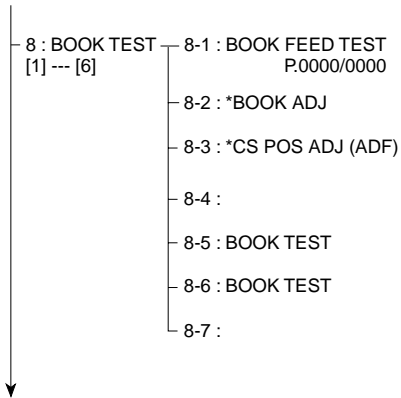 8 : BOOK TEST
[1] --- [6]
8-1 : BOOK FEED TEST
P.0000/0000
8-2 : *BOOK ADJ
8-3 : *CS POS ADJ (ADF)
8-4 :
8-5 : BOOK TEST
8-6 : BOOK TEST
8-7 :